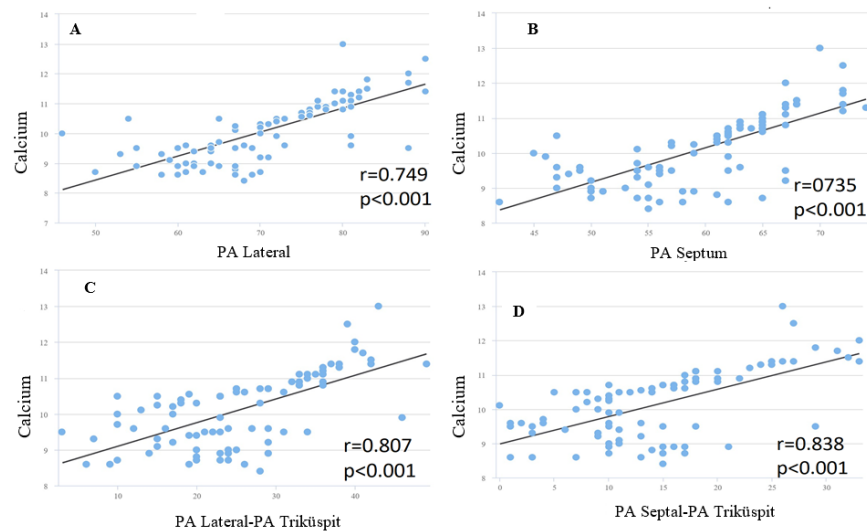 A
13
12
11
10
9
8
7
Calcium
50
60
70
80
90
r=0.749
p<0.001
PA Lateral
B
14
13
12
11
10
9
8
Calcium
45
50
55
60
65
70
r=0735
p<0.001
PA Septum
C
14
13
12
11
10
9
8
Calcium
10
20
30
40
r=0.807
p<0.001
PA Lateral-PA Triküspit
D
14
13
12
11
10
9
8
Calcium
0
5
10
15
20
25
30
r=0.838
p<0.001
PA Septal-PA Triküspit